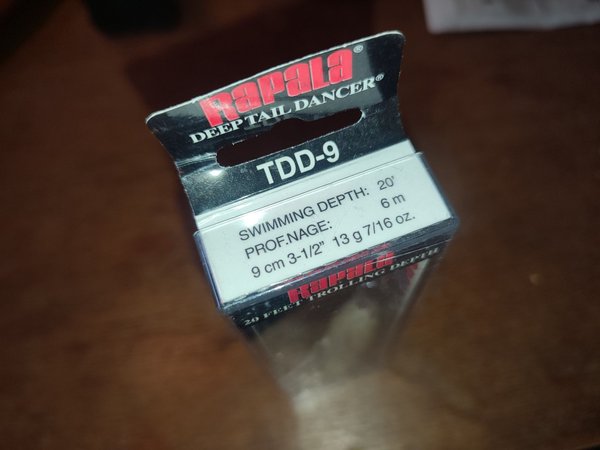 Rapala®
DEEP TAIL DANCER®
TDD-9
SWIMMING DEPTH: 20'
PROF.NAGE: 6 m
9 cm 3-1/2" 13 g 7/16 oz.
Rapala
20 FEET TROLLING DEPTH